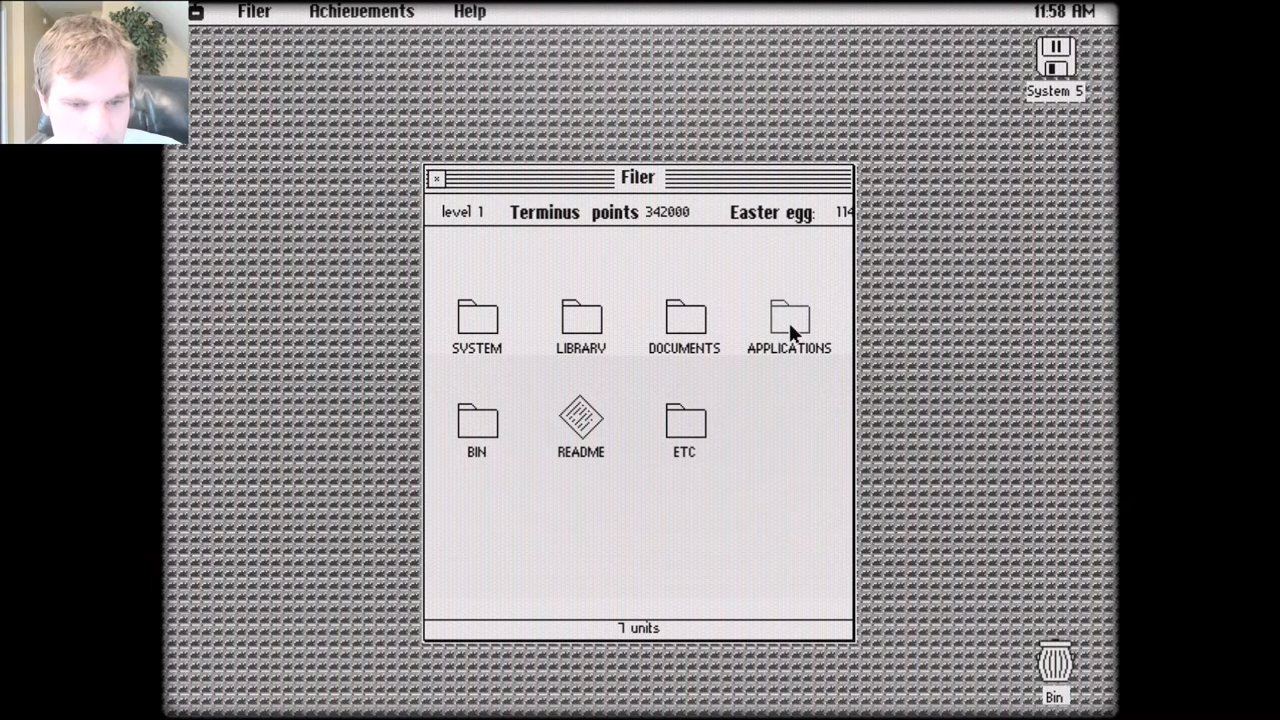 Filer Achievements Help 11:58 AM
System 5
Filer
level 1 Terminus points 342000 Easter egg: 114
SYSTEM LIBRARY DOCUMENTS APPLICATIONS
BIN README ETC
7 units
Bin